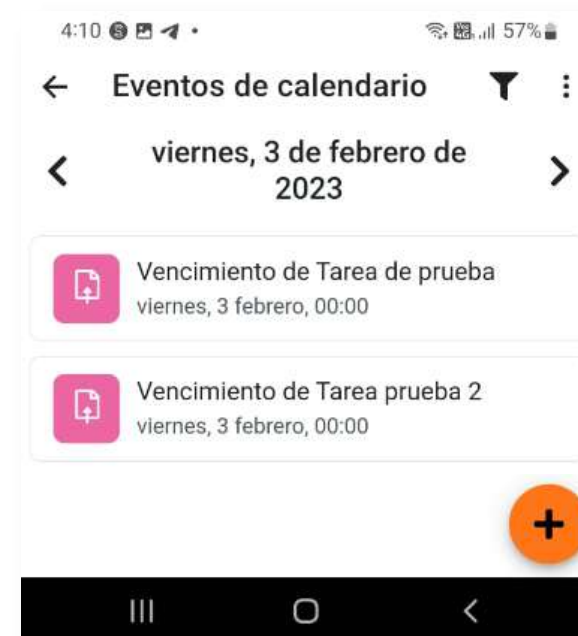 4:10 57%
Eventos de calendario
viernes, 3 de febrero de
2023
Vencimiento de Tarea de prueba
viernes, 3 febrero, 00:00
Vencimiento de Tarea prueba 2
viernes, 3 febrero, 00:00